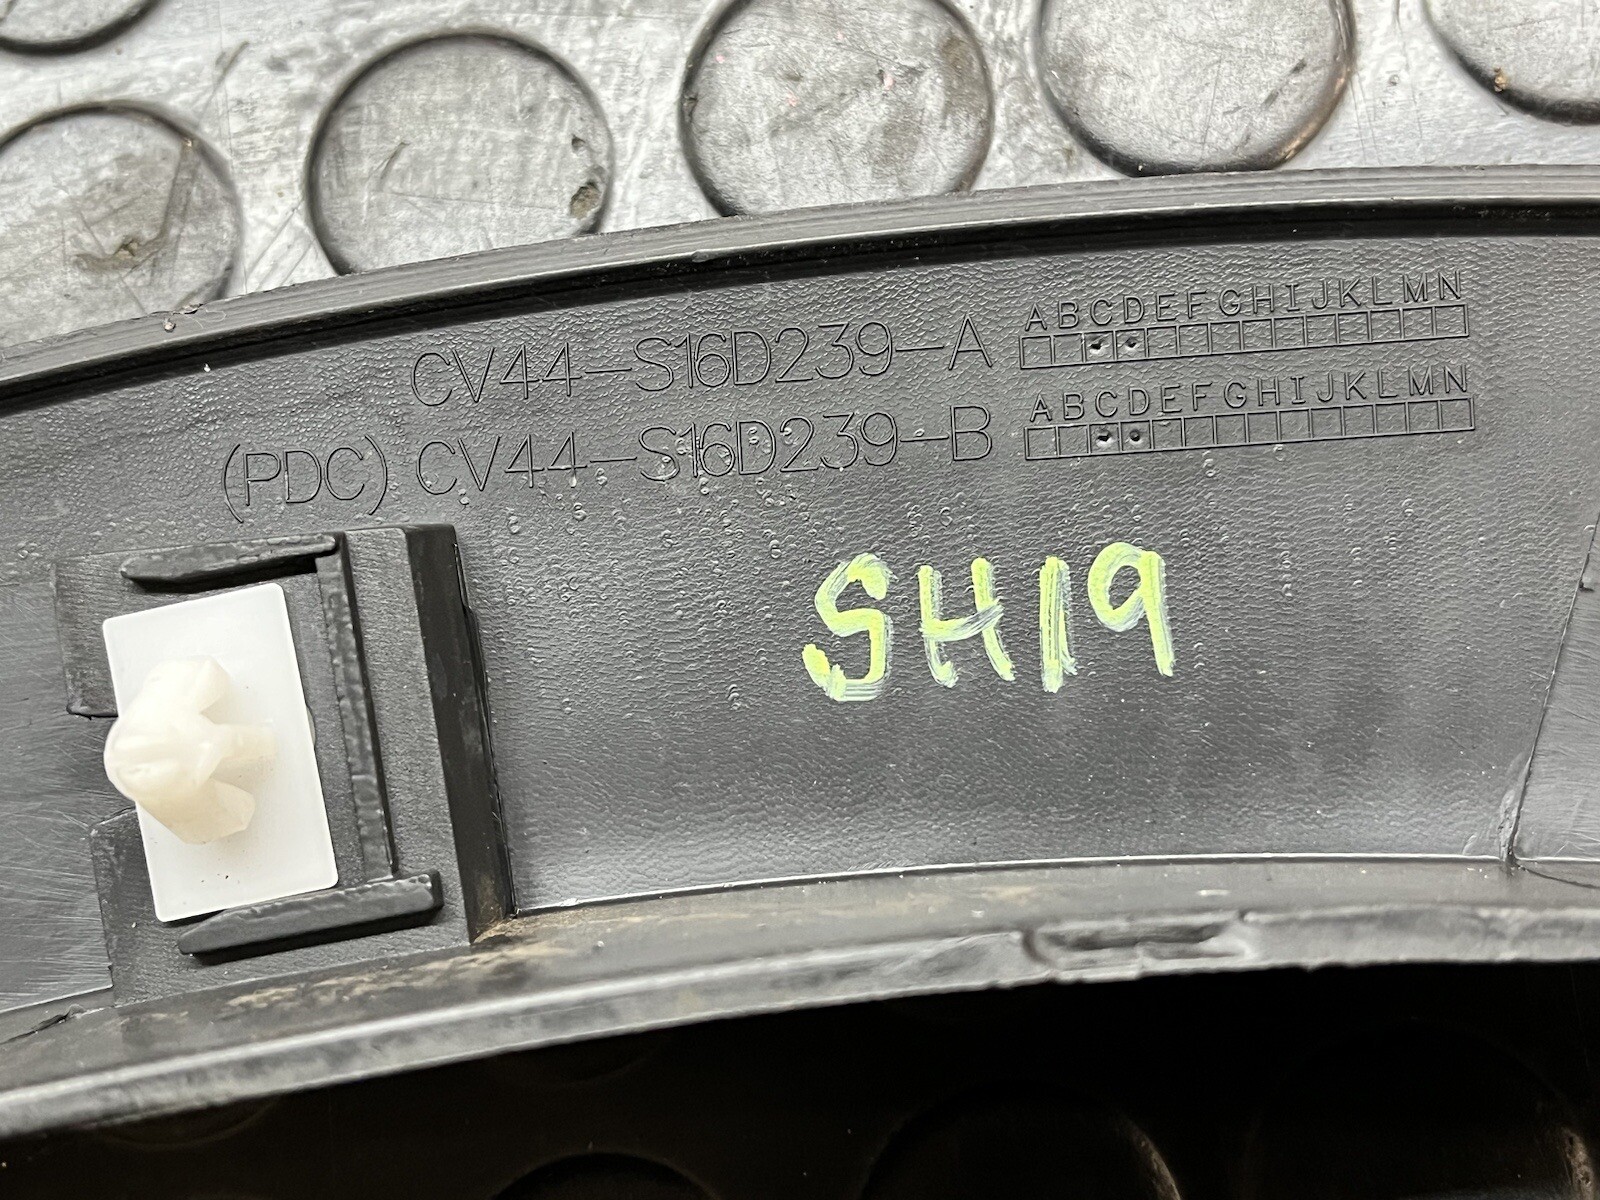 CV44-S16D239-A ABCDEFGHIJKLMN
(PDC) CV44-S16D239-B ABCDEFGHIJKLMN
SH19